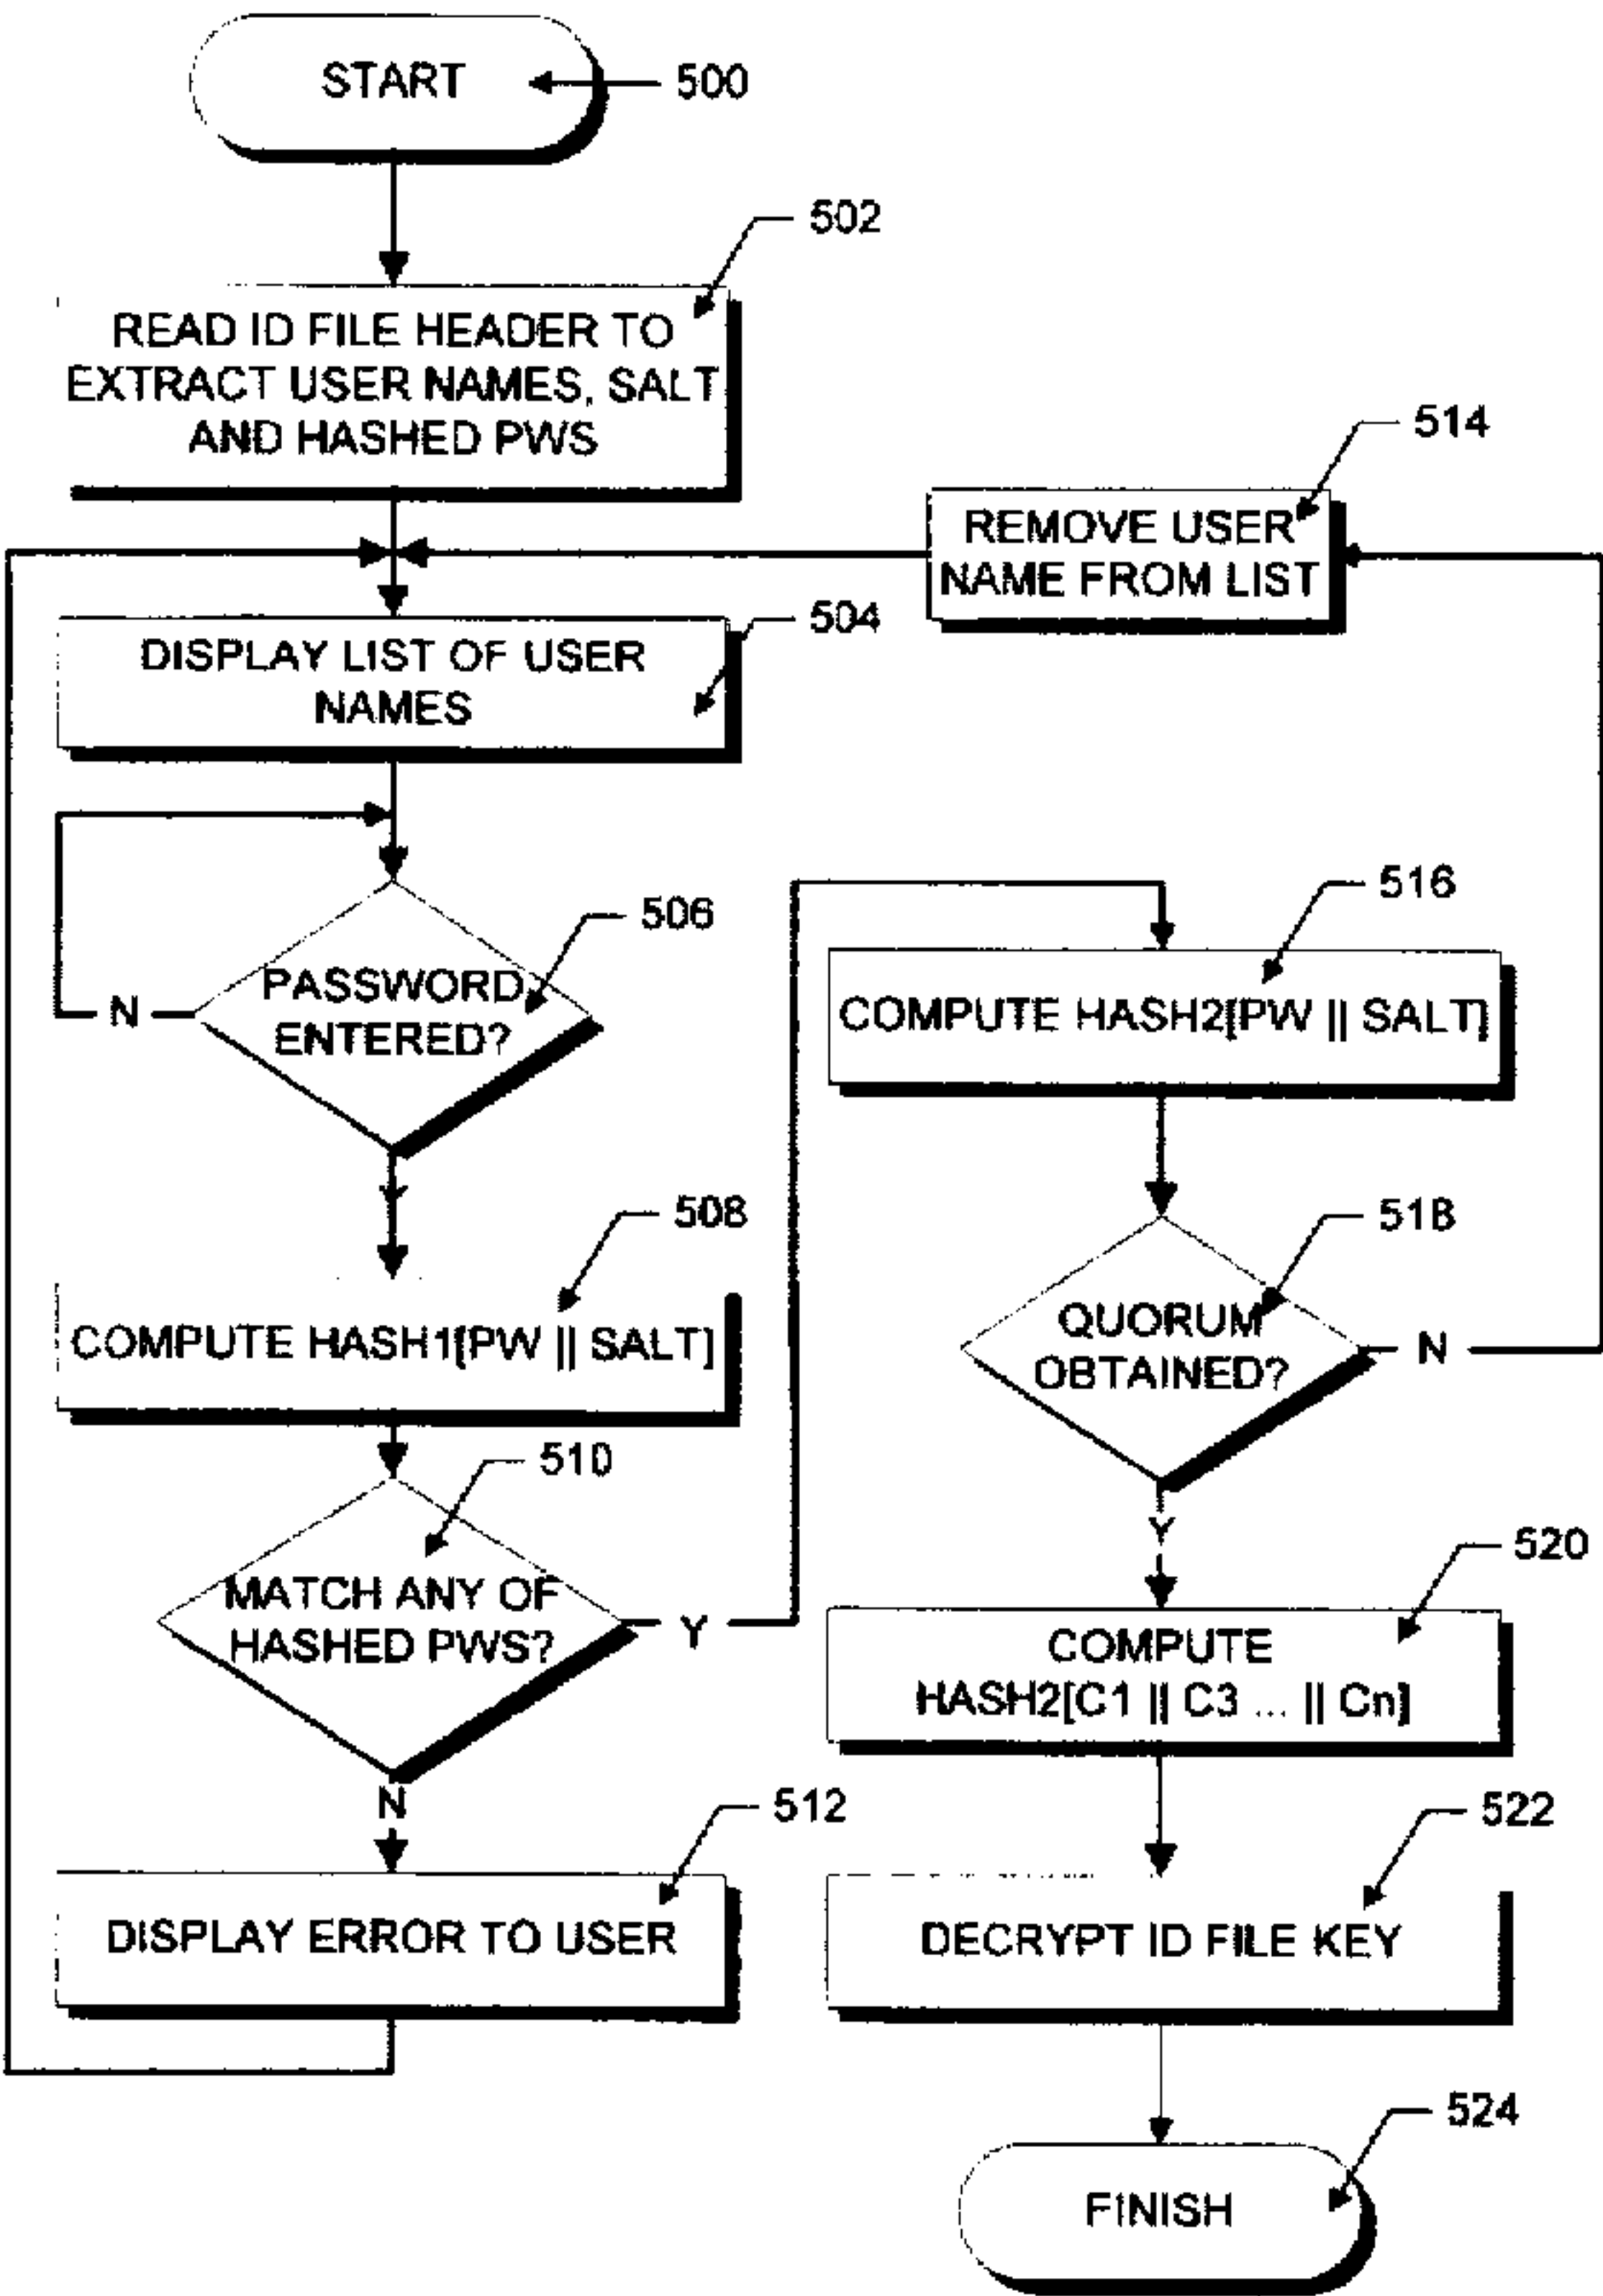 START
500
502
READ ID FILE HEADER TO
EXTRACT USER NAMES, SALT
AND HASHED PWS
514
REMOVE USER
NAME FROM LIST
504
DISPLAY LIST OF USER
NAMES
506
PASSWORD
ENTERED?
N
Y
508
COMPUTE HASH1[PW || SALT]
510
MATCH ANY OF
HASHED PWS?
Y
N
512
DISPLAY ERROR TO USER
516
COMPUTE HASH2[PW || SALT]
518
QUORUM
OBTAINED?
N
Y
520
COMPUTE
HASH2[C1 || C3 ... || Cn]
522
DECRYPT ID FILE KEY
524
FINISH